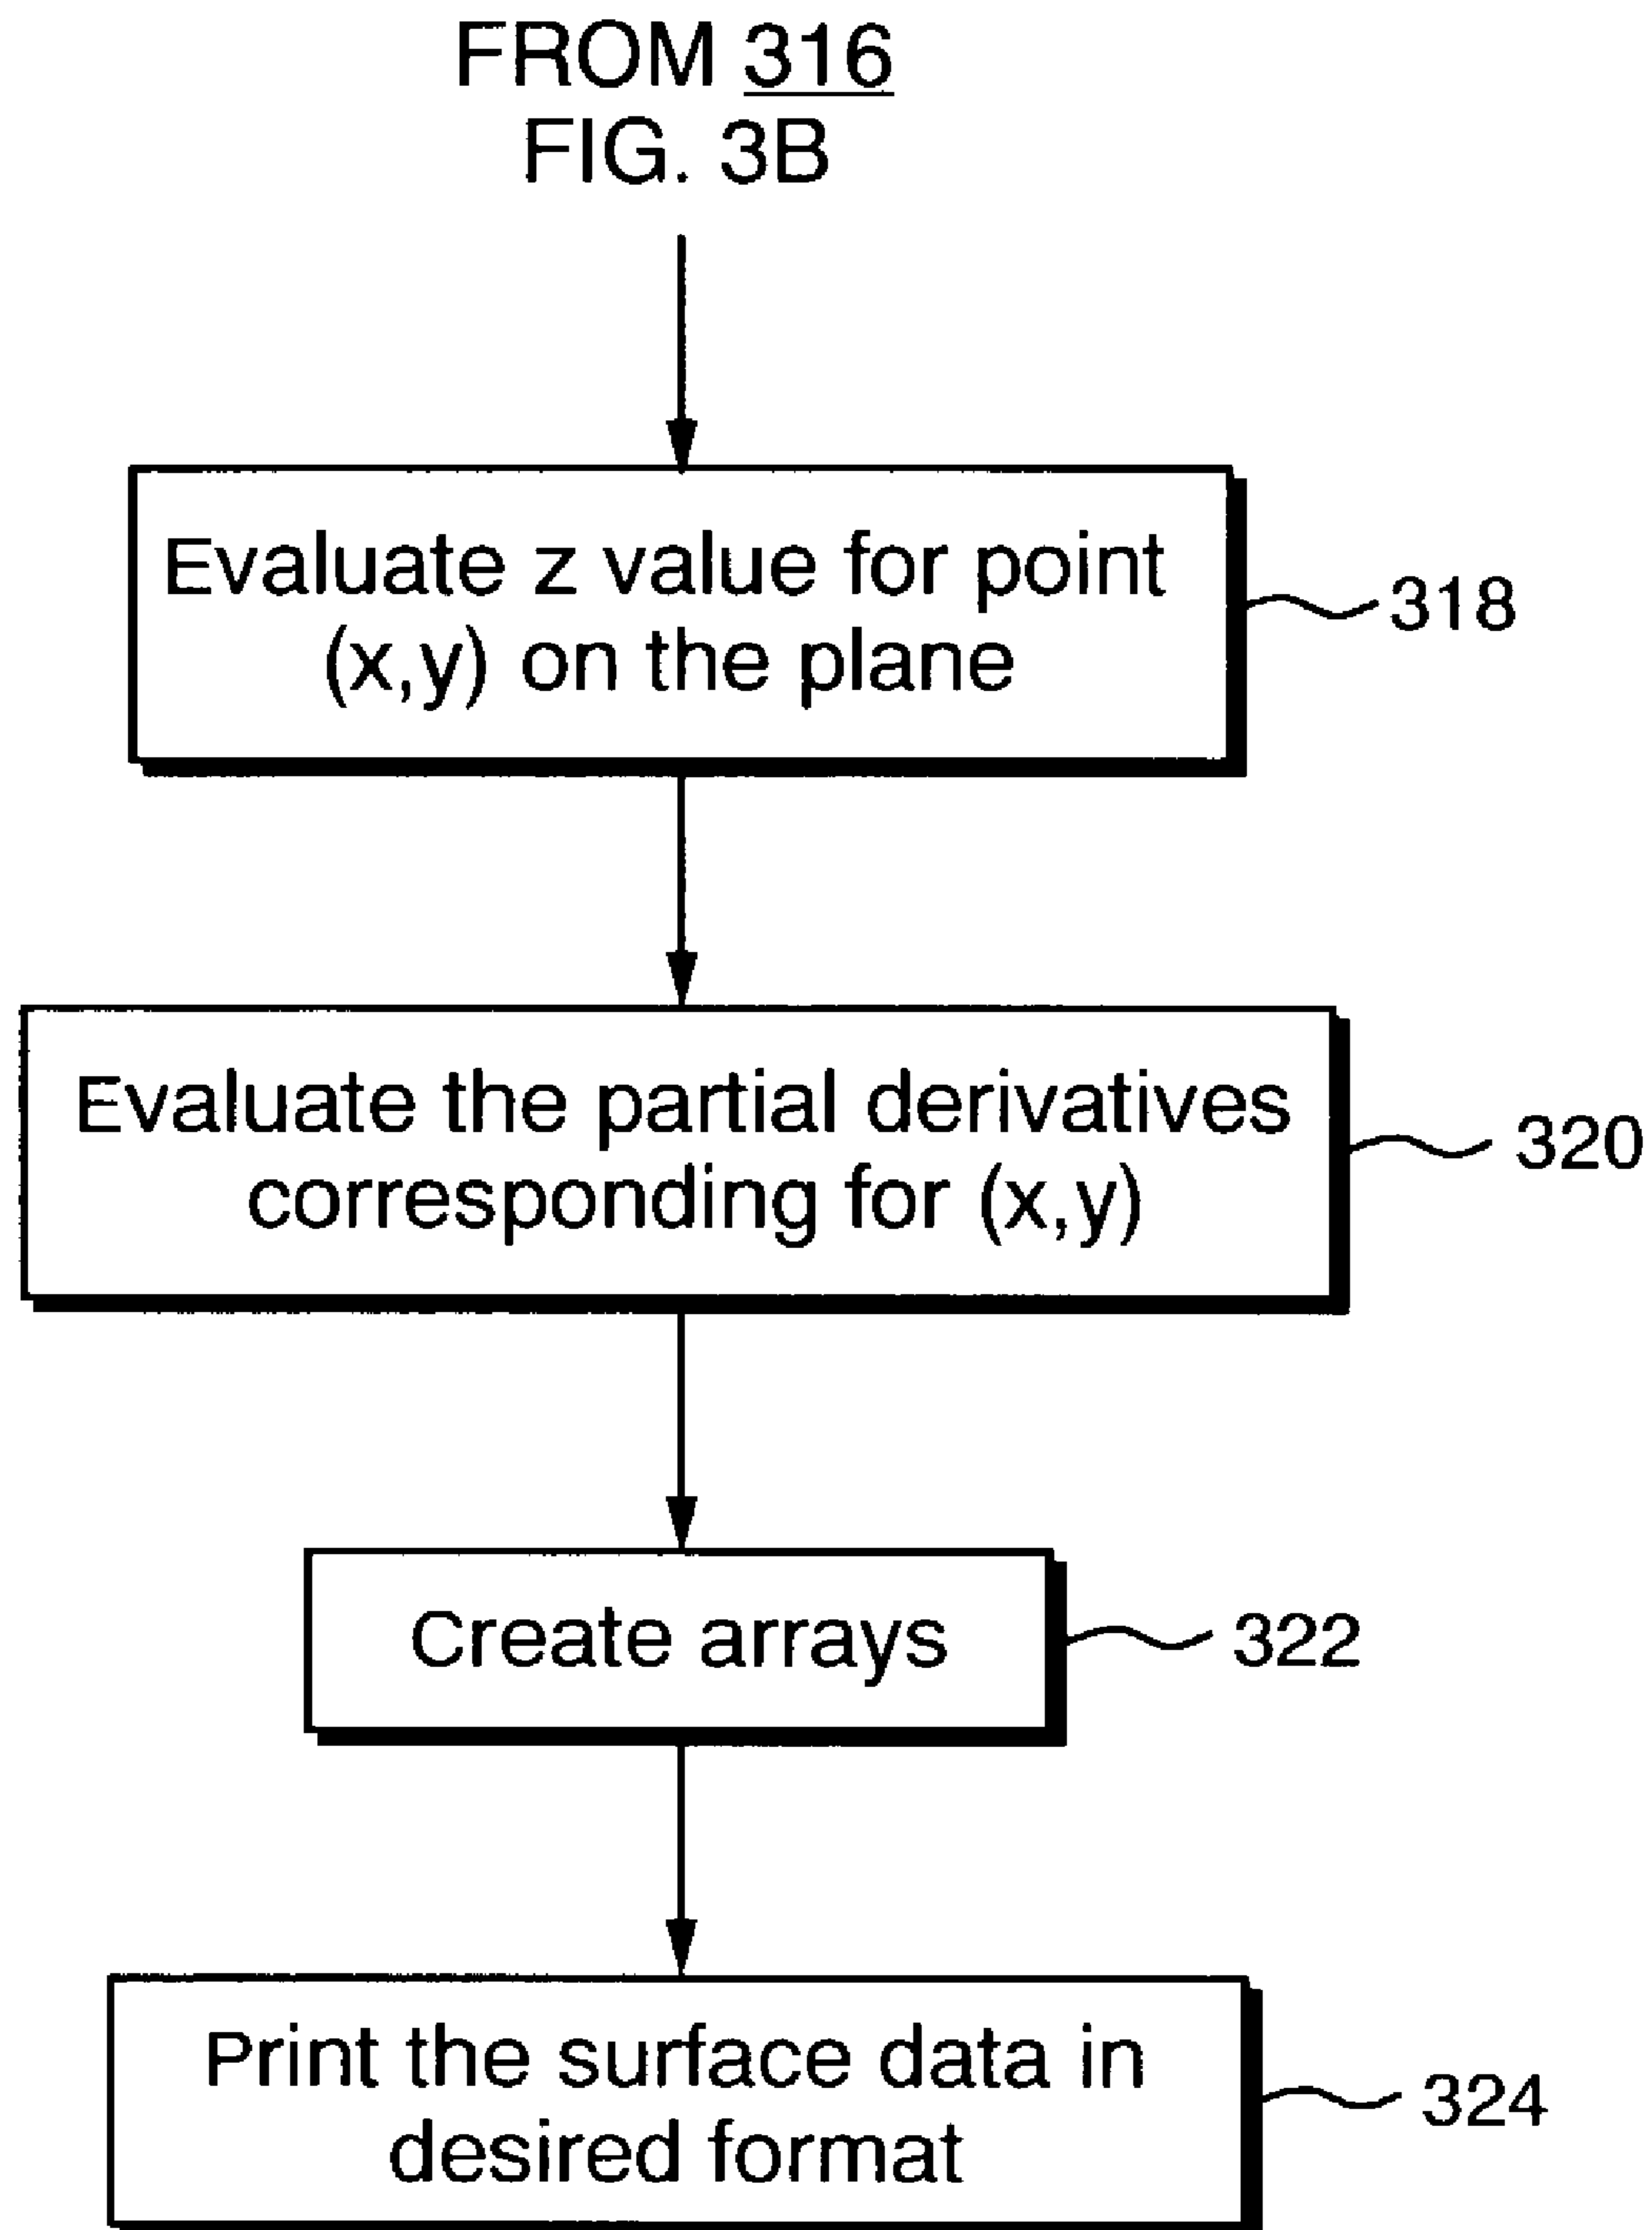 FROM 316
FIG. 3B
Evaluate z value for point
(x,y) on the plane
318
Evaluate the partial derivatives
corresponding for (x,y)
320
Create arrays
322
Print the surface data in
desired format
324